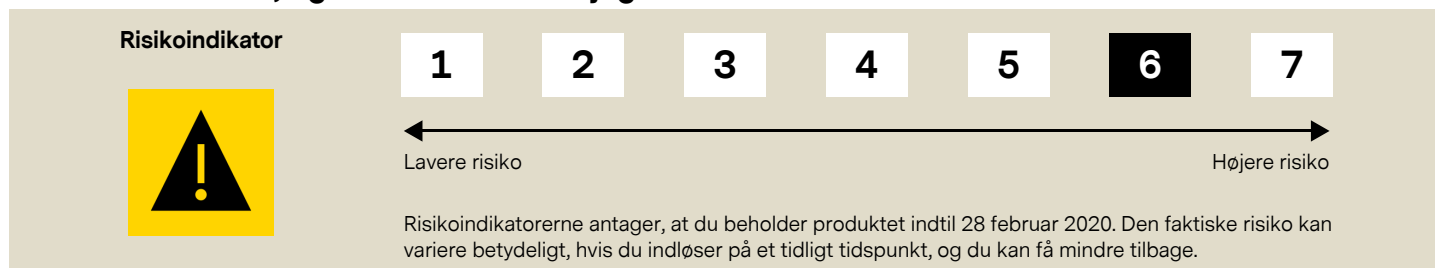 Risikoindikator
1 2 3 4 5 6 7
Lavere risiko Højere risiko
Risikoindikatorerne antager, at du beholder produktet indtil 28 februar 2020. Den faktiske risiko kan
variere betydeligt, hvis du indløser på et tidligt tidspunkt, og du kan få mindre tilbage.